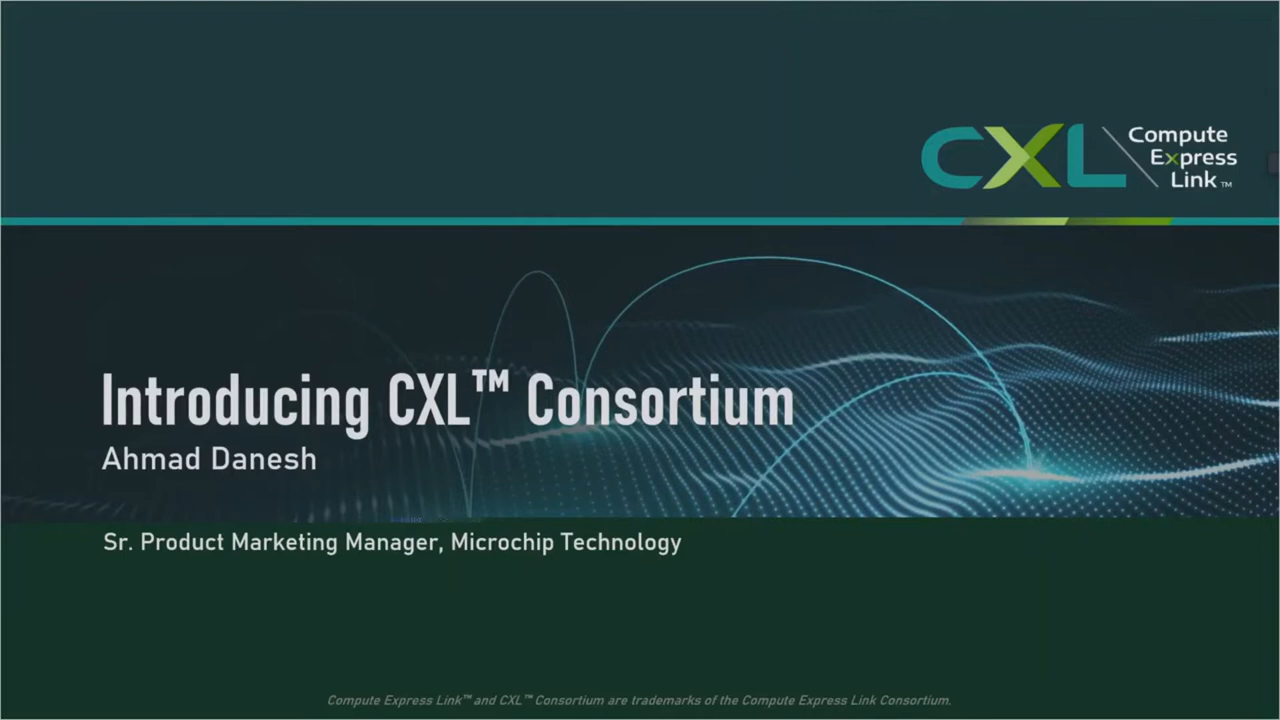 CXL
Compute
Express
Link™
Introducing CXL™ Consortium
Ahmad Danesh
Sr. Product Marketing Manager, Microchip Technology
Compute Express Link™ and CXL™ Consortium are trademarks of the Compute Express Link Consortium.